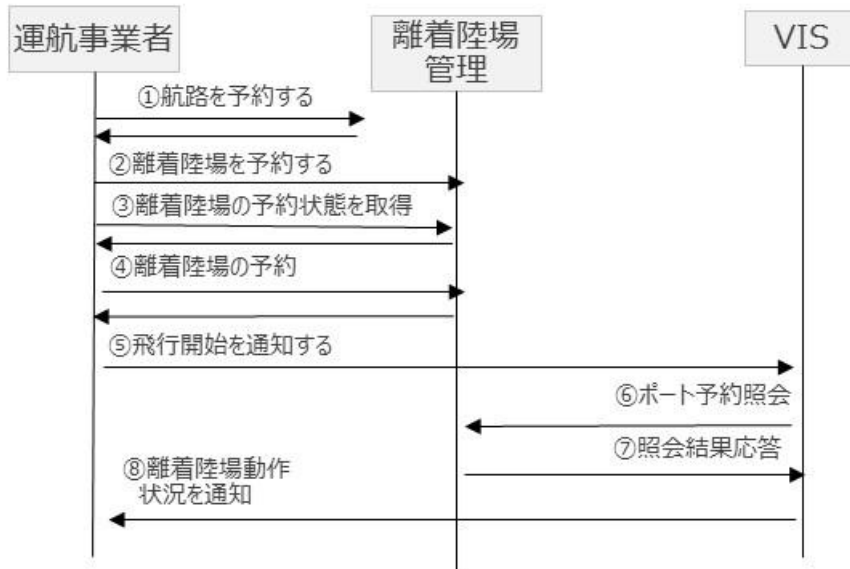 運航事業者
離着陸場
管理
VIS
①航路を予約する
②離着陸場を予約する
③離着陸場の予約状態を取得
④離着陸場の予約
⑤飛行開始を通知する
⑥ポート予約照会
⑦照会結果応答
⑧離着陸場動作
状況を通知